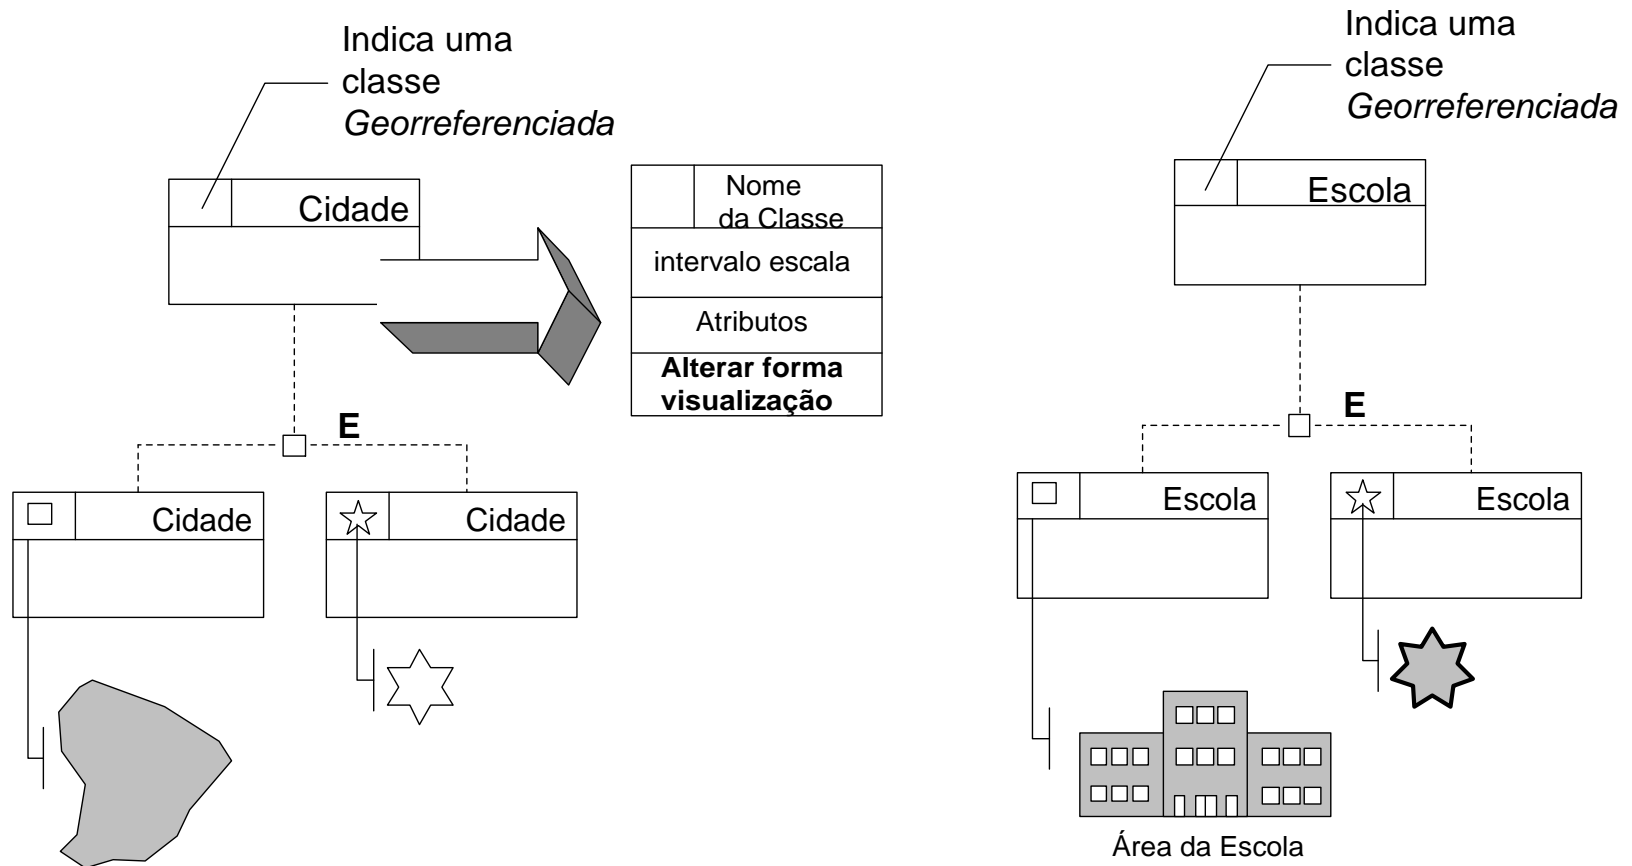 Indica uma
classe
Georreferenciada
Cidade
Nome
da Classe
intervalo escala
Atributos
Alterar forma
visualização
E
Cidade
Cidade
Indica uma
classe
Georreferenciada
Escola
E
Escola
Escola
Área da Escola